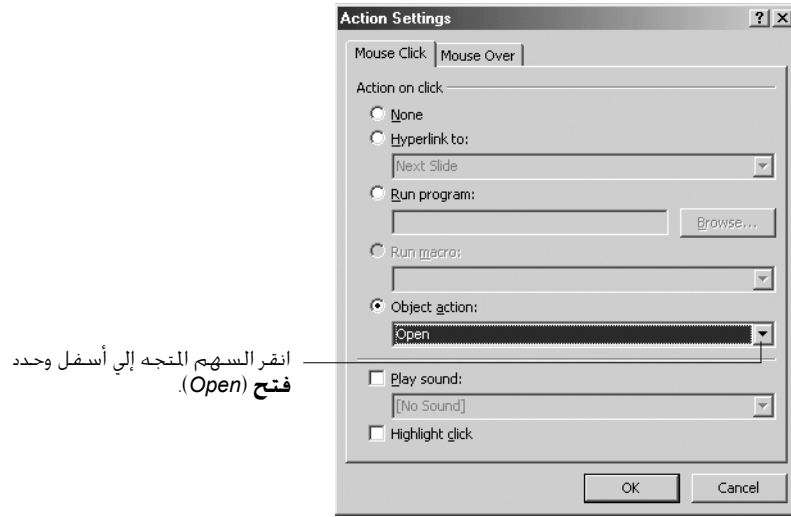 Action Settings
Mouse Click Mouse Over
Action on click
None
Hyperlink to:
Next Slide
Run program:
Browse...
Run macro:
Object action:
Open
انقر السهم المتجه إلي أسفل وحدد
فتح (Open).
Play sound:
[No Sound]
Highlight click
OK Cancel